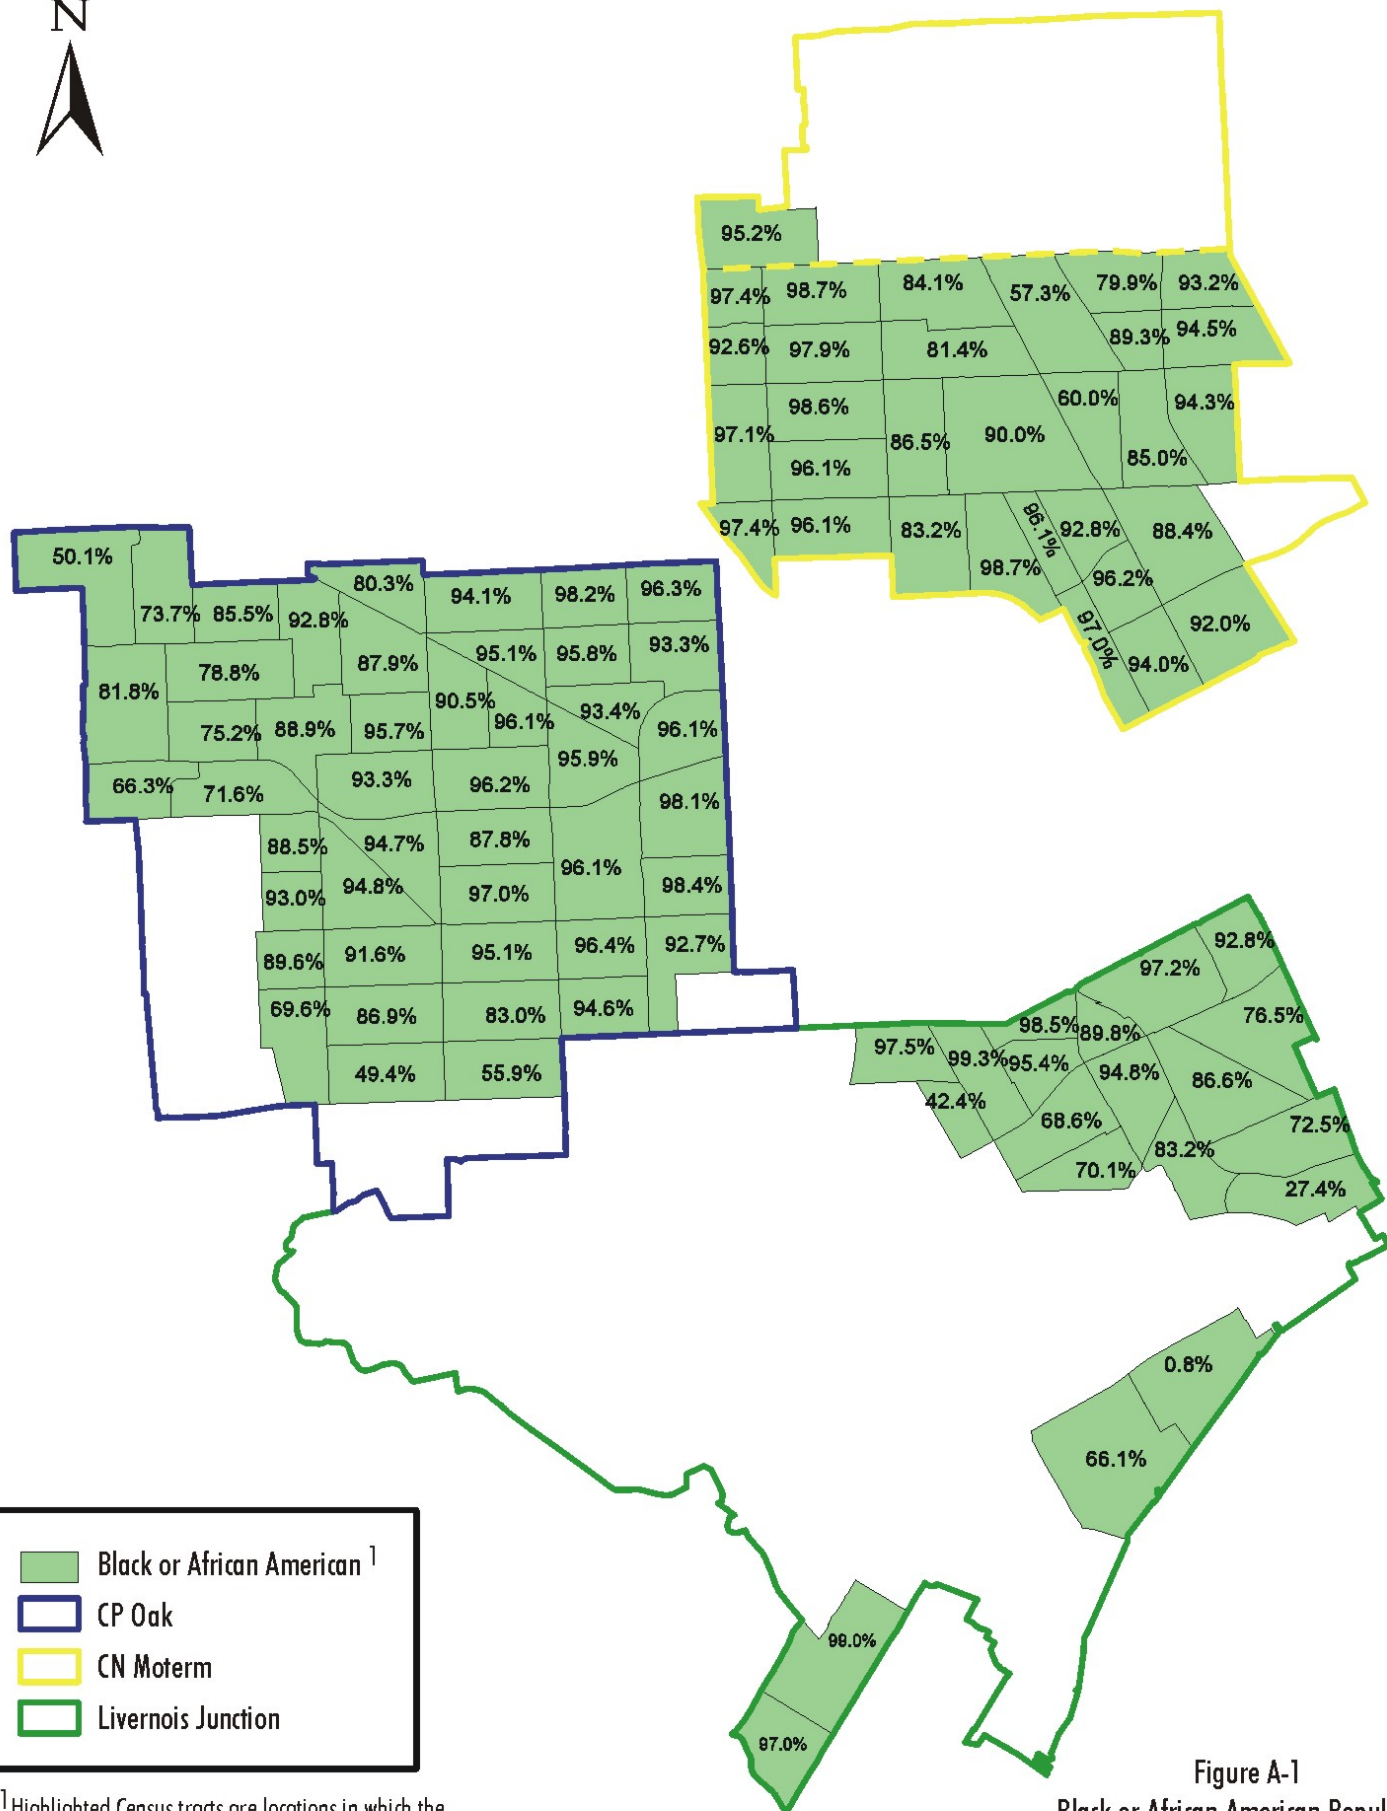 N
95.2%
97.4% 98.7% 84.1% 57.3% 79.9% 93.2%
92.6% 97.9% 81.4% 89.3% 94.5%
98.6% 60.0% 94.3%
97.1% 86.5% 90.0%
96.1% 85.0%
97.4% 96.1% 83.2% 96.1% 92.8% 88.4%
98.7% 96.2%
97.0% 94.0% 92.0%
50.1% 80.3% 94.1% 98.2% 96.3%
73.7% 85.5% 92.8%
78.8% 87.9% 95.1% 95.8% 93.3%
81.8% 90.5% 96.1% 93.4%
75.2% 88.9% 95.7% 95.9% 96.1%
66.3% 71.6% 93.3% 96.2% 98.1%
88.5% 94.7% 87.8%
93.0% 94.8% 97.0% 96.1% 98.4%
89.6% 91.6% 95.1% 96.4% 92.7%
69.6% 86.9% 83.0% 94.6%
49.4% 55.9%
97.2% 92.8%
97.5% 99.3% 98.5% 89.8% 76.5%
95.4% 94.8% 86.6%
42.4% 68.6% 72.5%
70.1% 83.2% 27.4%
0.8%
66.1%
97.0%
Black or African American 1
CP Oak
CN Moterm
Livernois Junction
Figure A-1
1 Highlighted Census tracts are locations in which the